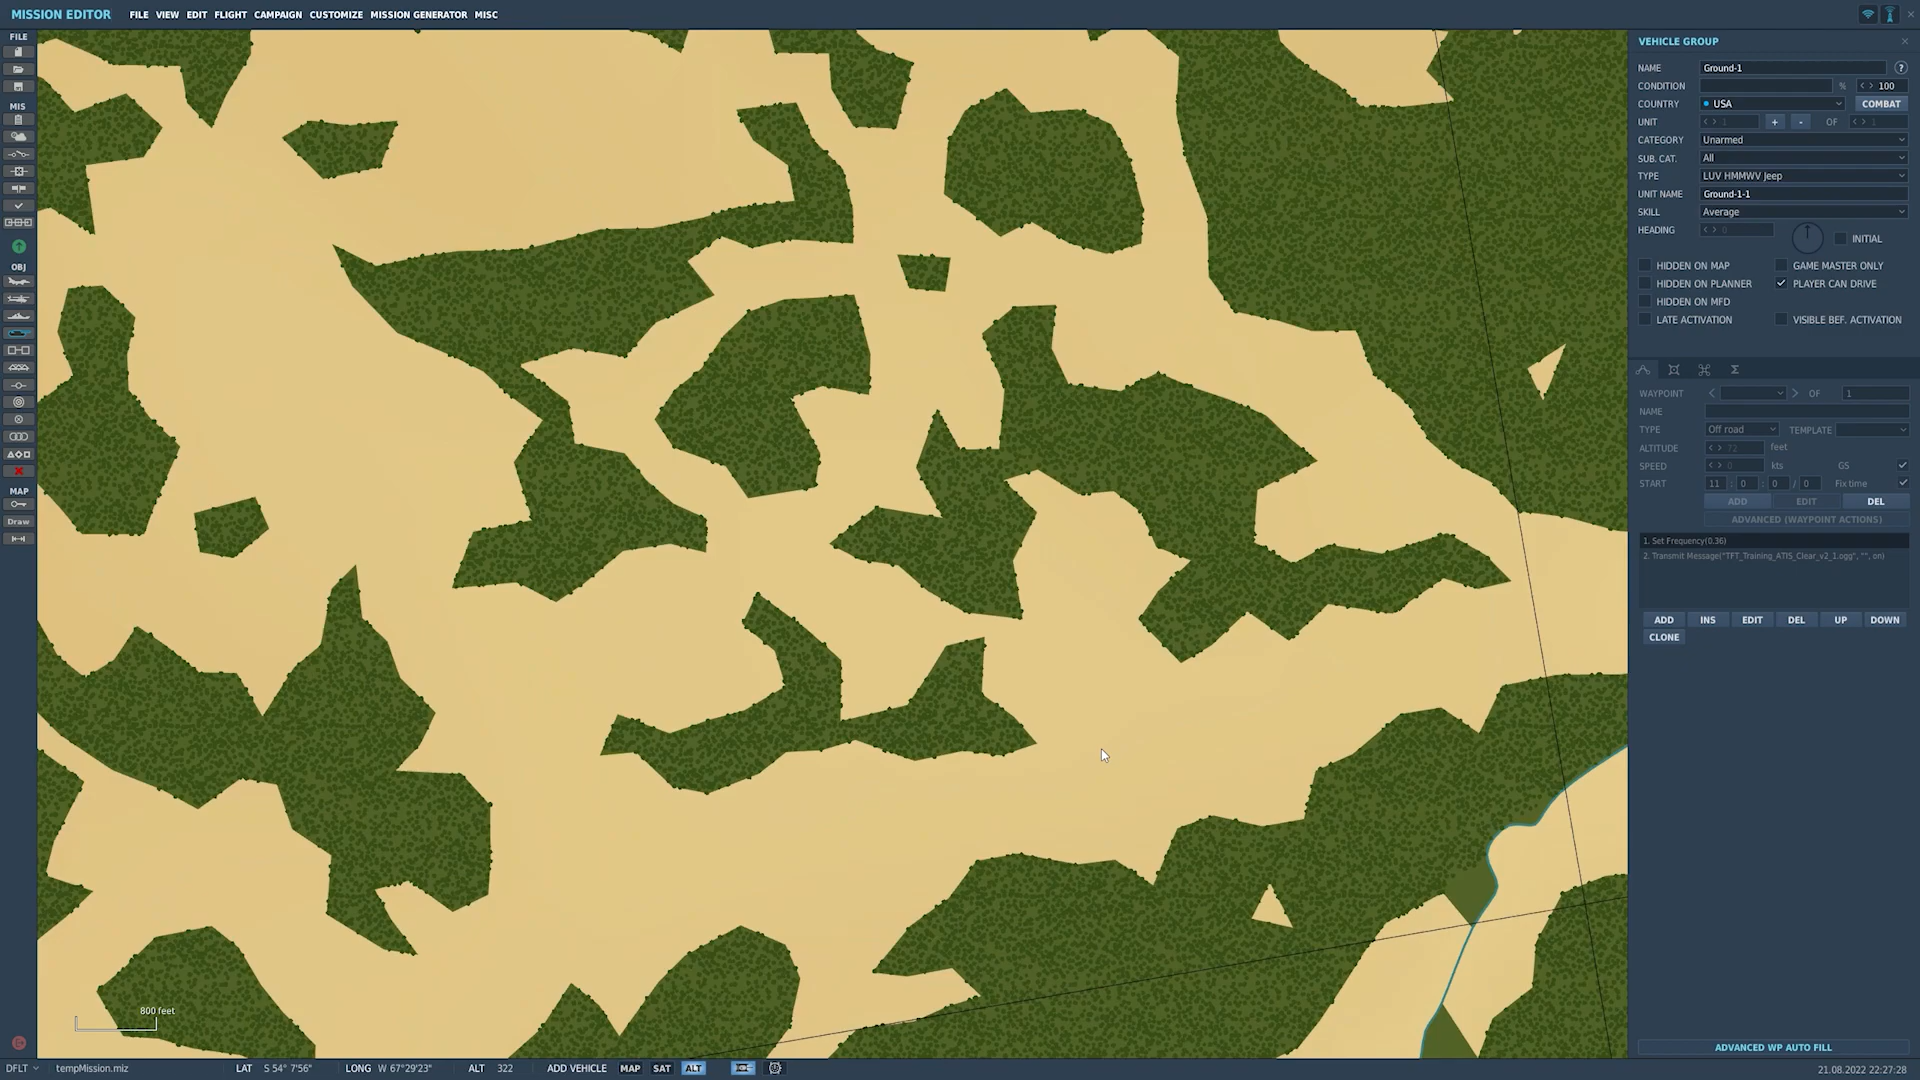 MISSION EDITOR FILE VIEW EDIT FLIGHT CAMPAIGN CUSTOMIZE MISSION GENERATOR MISC
FILE
MIS
OBJ
MAP
Draw
800 feet
VEHICLE GROUP
NAME Ground-1 ?
CONDITION % < > 100
COUNTRY USA COMBAT
UNIT < > 1 + - OF < > 1
CATEGORY Unarmed
SUB. CAT. All
TYPE LUV HMMWV Jeep
UNIT NAME Ground-1-1
SKILL Average
HEADING < > 0 INITIAL
HIDDEN ON MAP GAME MASTER ONLY
HIDDEN ON PLANNER PLAYER CAN DRIVE
HIDDEN ON MFD
LATE ACTIVATION VISIBLE BEF. ACTIVATION
WAYPOINT < > OF 1
NAME
TYPE Off road TEMPLATE
ALTITUDE < > 72 feet
SPEED < > 0 kts GS
START 11 : 0 : 0 / 0 Fix time
ADD EDIT DEL
ADVANCED (WAYPOINT ACTIONS)
1. Set Frequency(0.36)
2. Transmit Message("TFT_Training_ATIS_Clear_v2_1.ogg", "", on)
ADD INS EDIT DEL UP DOWN
CLONE
ADVANCED WP AUTO FILL
DFLT tempMission.miz LAT S 54° 7'56" LONG W 67°29'23" ALT 322 ADD VEHICLE MAP SAT ALT 21.08.2022 22:27:28